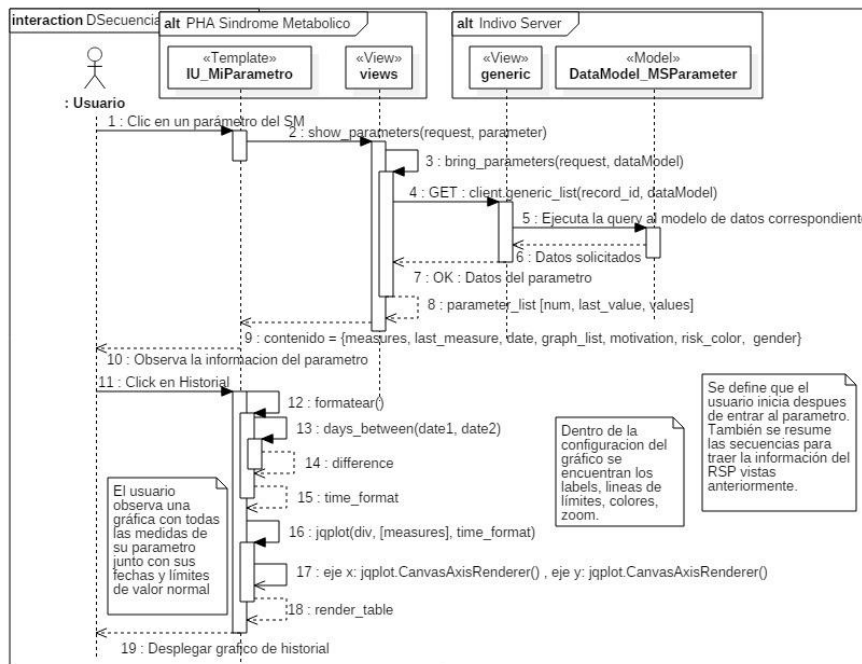 interaction DSecuencia
alt PHA Sindrome Metabolico
alt Indivo Server
«Template»
IU_MiParametro
«View»
views
«View»
generic
«Model»
DataModel_MSParameter
: Usuario
1 : Clic en un parámetro del SM
2 : show_parameters(request, parameter)
3 : bring_parameters(request, dataModel)
4 : GET : client.generic_list(record_id, dataModel)
5 : Ejecuta la query al modelo de datos correspondiente
6 : Datos solicitados
7 : OK : Datos del parametro
8 : parameter_list [num, last_value, values]
9 : contenido = {measures, last_measure, date, graph_list, motivation, risk_color, gender}
10 : Observa la informacion del parametro
11 : Click en Historial
12 : formatear()
13 : days_between(date1, date2)
14 : difference
15 : time_format
16 : jqplot(div, [measures], time_format)
17 : eje x: jqplot.CanvasAxisRenderer() , eje y: jqplot.CanvasAxisRenderer()
18 : render_table
19 : Desplegar grafico de historial
El usuario
observa una
gráfica con todas
las medidas de
su parametro
junto con sus
fechas y límites
de valor normal
Dentro de la
configuracion del
gráfico se
encuentran los
labels, lineas de
límites, colores,
zoom.
Se define que el
usuario inicia despues
de entrar al parametro.
También se resume
las secuencias para
traer la información del
RSP vistas
anteriormente.